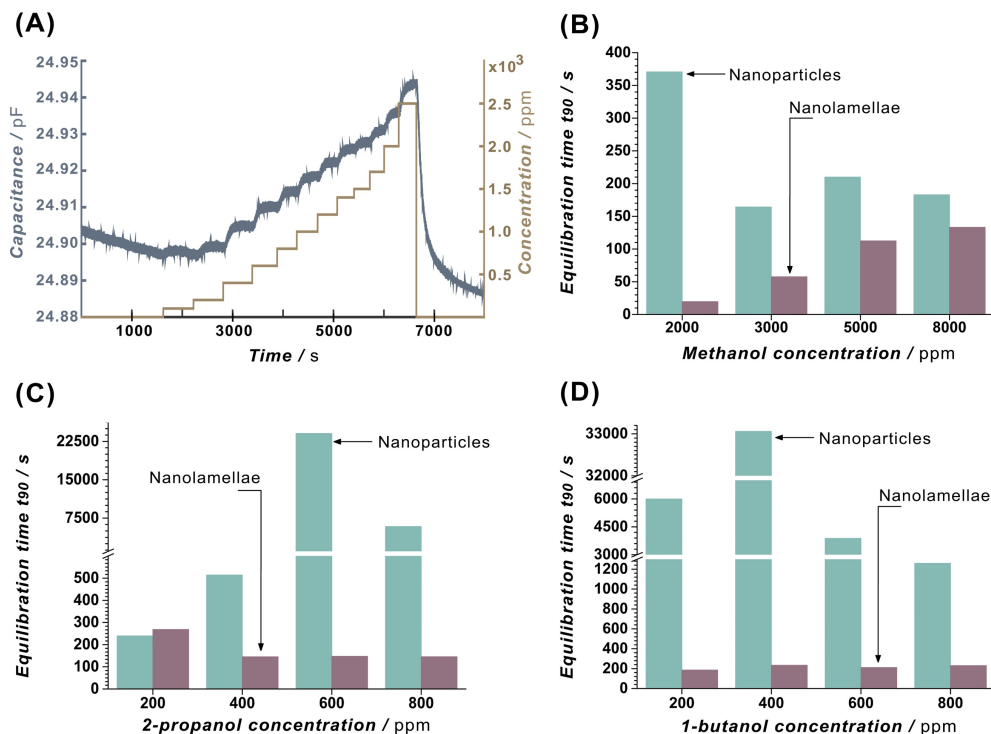 (A)
24.95
24.94
24.93
24.92
24.91
24.90
24.89
24.88
Capacitance / pF
x10³
2.5
2.0
1.5
1.0
0.5
Concentration / ppm
1000 3000 5000 7000
Time / s
(B)
400
350
300
250
200
150
100
50
0
Equilibration time t90 / s
Nanoparticles
Nanolamellae
2000 3000 5000 8000
Methanol concentration / ppm
(C)
22500
15000
7500
500
400
300
200
100
0
Equilibration time t90 / s
Nanoparticles
Nanolamellae
200 400 600 800
2-propanol concentration / ppm
(D)
33000
32000
6000
4500
3000
1200
1000
800
600
400
200
0
Equilibration time t90 / s
Nanoparticles
Nanolamellae
200 400 600 800
1-butanol concentration / ppm